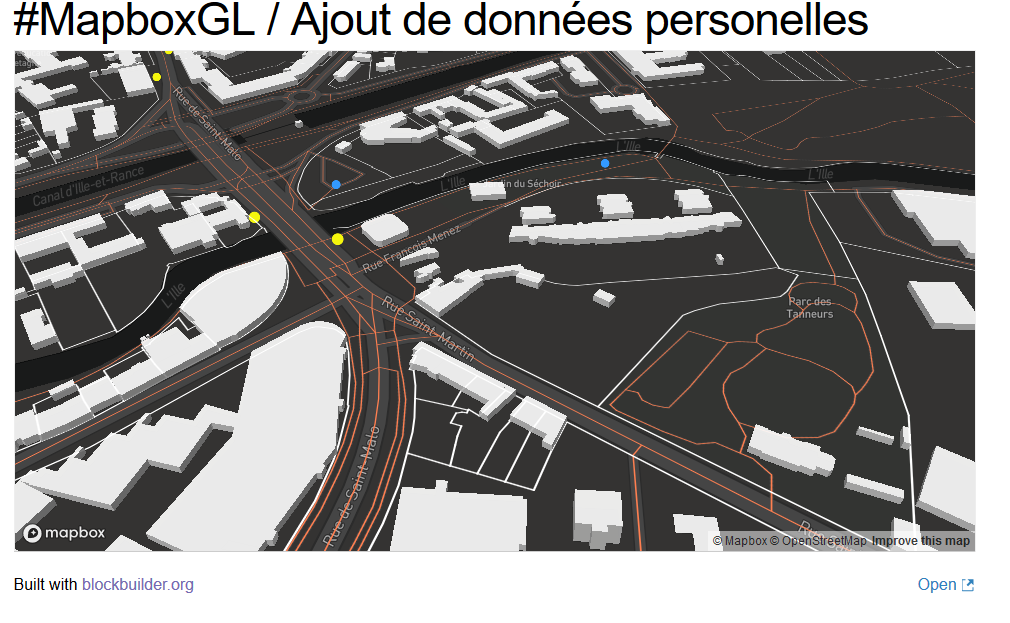 #MapboxGL / Ajout de données personelles
Rue de Saint-Malo
Canal d'Ille-et-Rance
L'Ille
L'Ille
L'Ille
du Séchoir
Rue François Menez
L'Ille
Rue Saint-Martin
Parc des
Tanneurs
Rue de Saint-Malo
mapbox
© Mapbox © OpenStreetMap Improve this map
Built with blockbuilder.org
Open